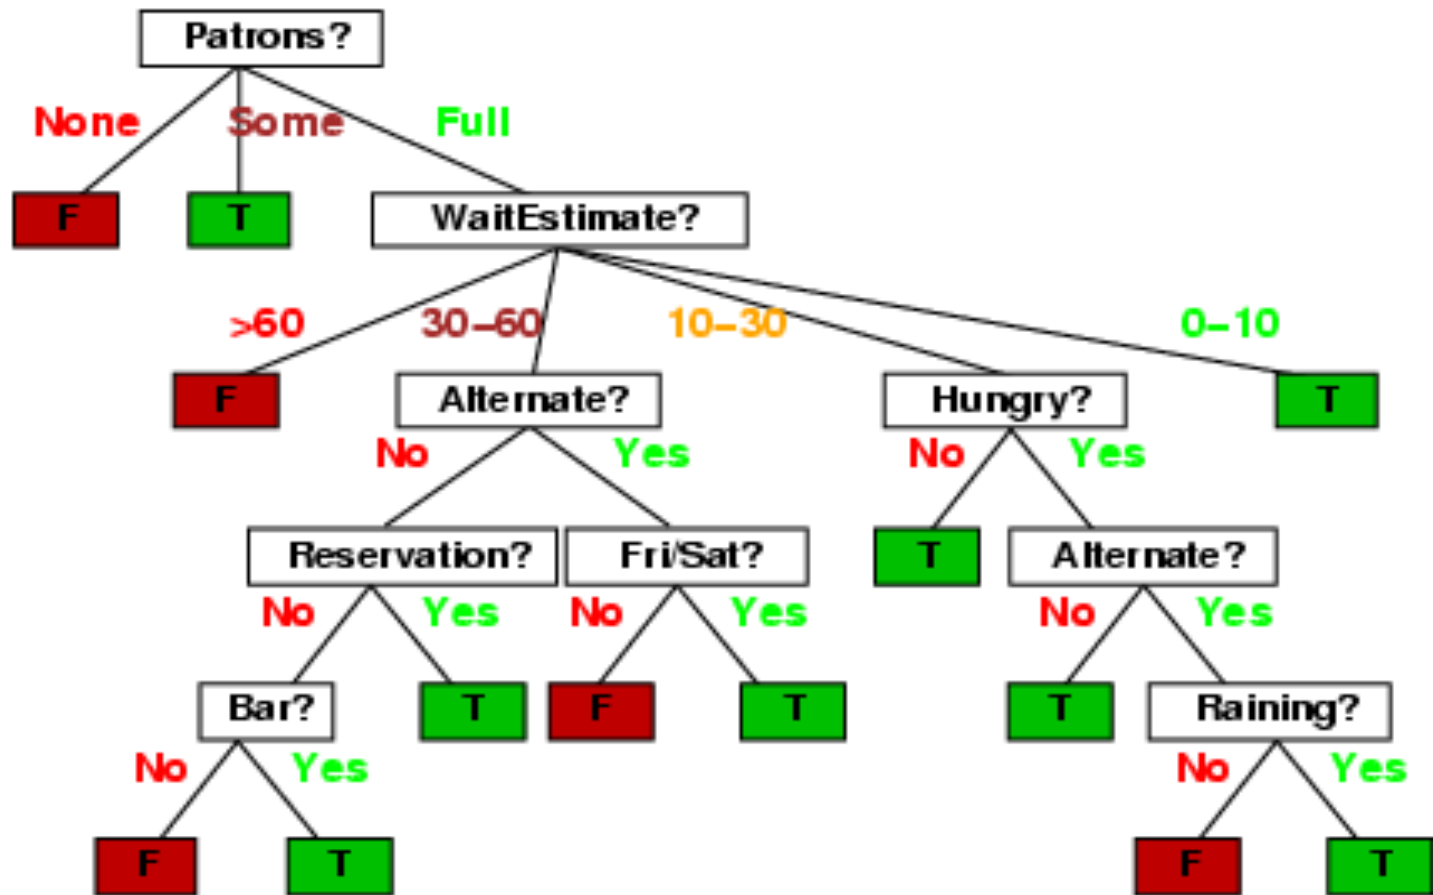 Patrons?
None Some Full
F T WaitEstimate?
>60 30–60 10–30 0–10
F Alternate? Hungry? T
No Yes No Yes
Reservation? Fri/Sat? T Alternate?
No Yes No Yes No Yes
Bar? T F T T Raining?
No Yes No Yes
F T F T